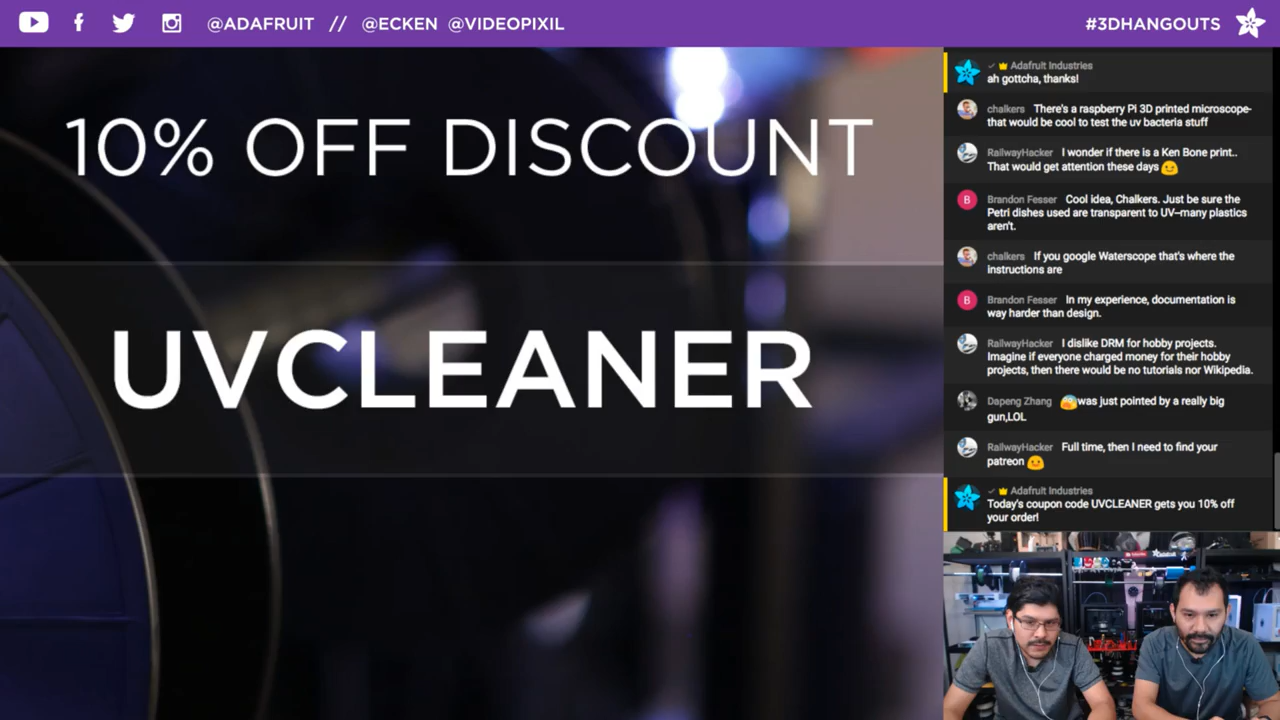 @ADAFRUIT // @ECKEN @VIDEOPIXIL
#3DHANGOUTS
10% OFF DISCOUNT
UVCLEANER
Adafruit Industries
ah gottcha, thanks!
chalkers There's a raspberry Pi 3D printed microscope-
that would be cool to test the uv bacteria stuff
RailwayHacker I wonder if there is a Ken Bone print..
That would get attention these days
Brandon Fesser Cool idea, Chalkers. Just be sure the
Petri dishes used are transparent to UV--many plastics
aren't.
chalkers If you google Waterscope that's where the
instructions are
Brandon Fesser In my experience, documentation is
way harder than design.
RailwayHacker I dislike DRM for hobby projects.
Imagine if everyone charged money for their hobby
projects, then there would be no tutorials nor Wikipedia.
Dapeng Zhang was just pointed by a really big
gun,LOL
RailwayHacker Full time, then I need to find your
patreon
Adafruit Industries
Today's coupon code UVCLEANER gets you 10% off
your order!